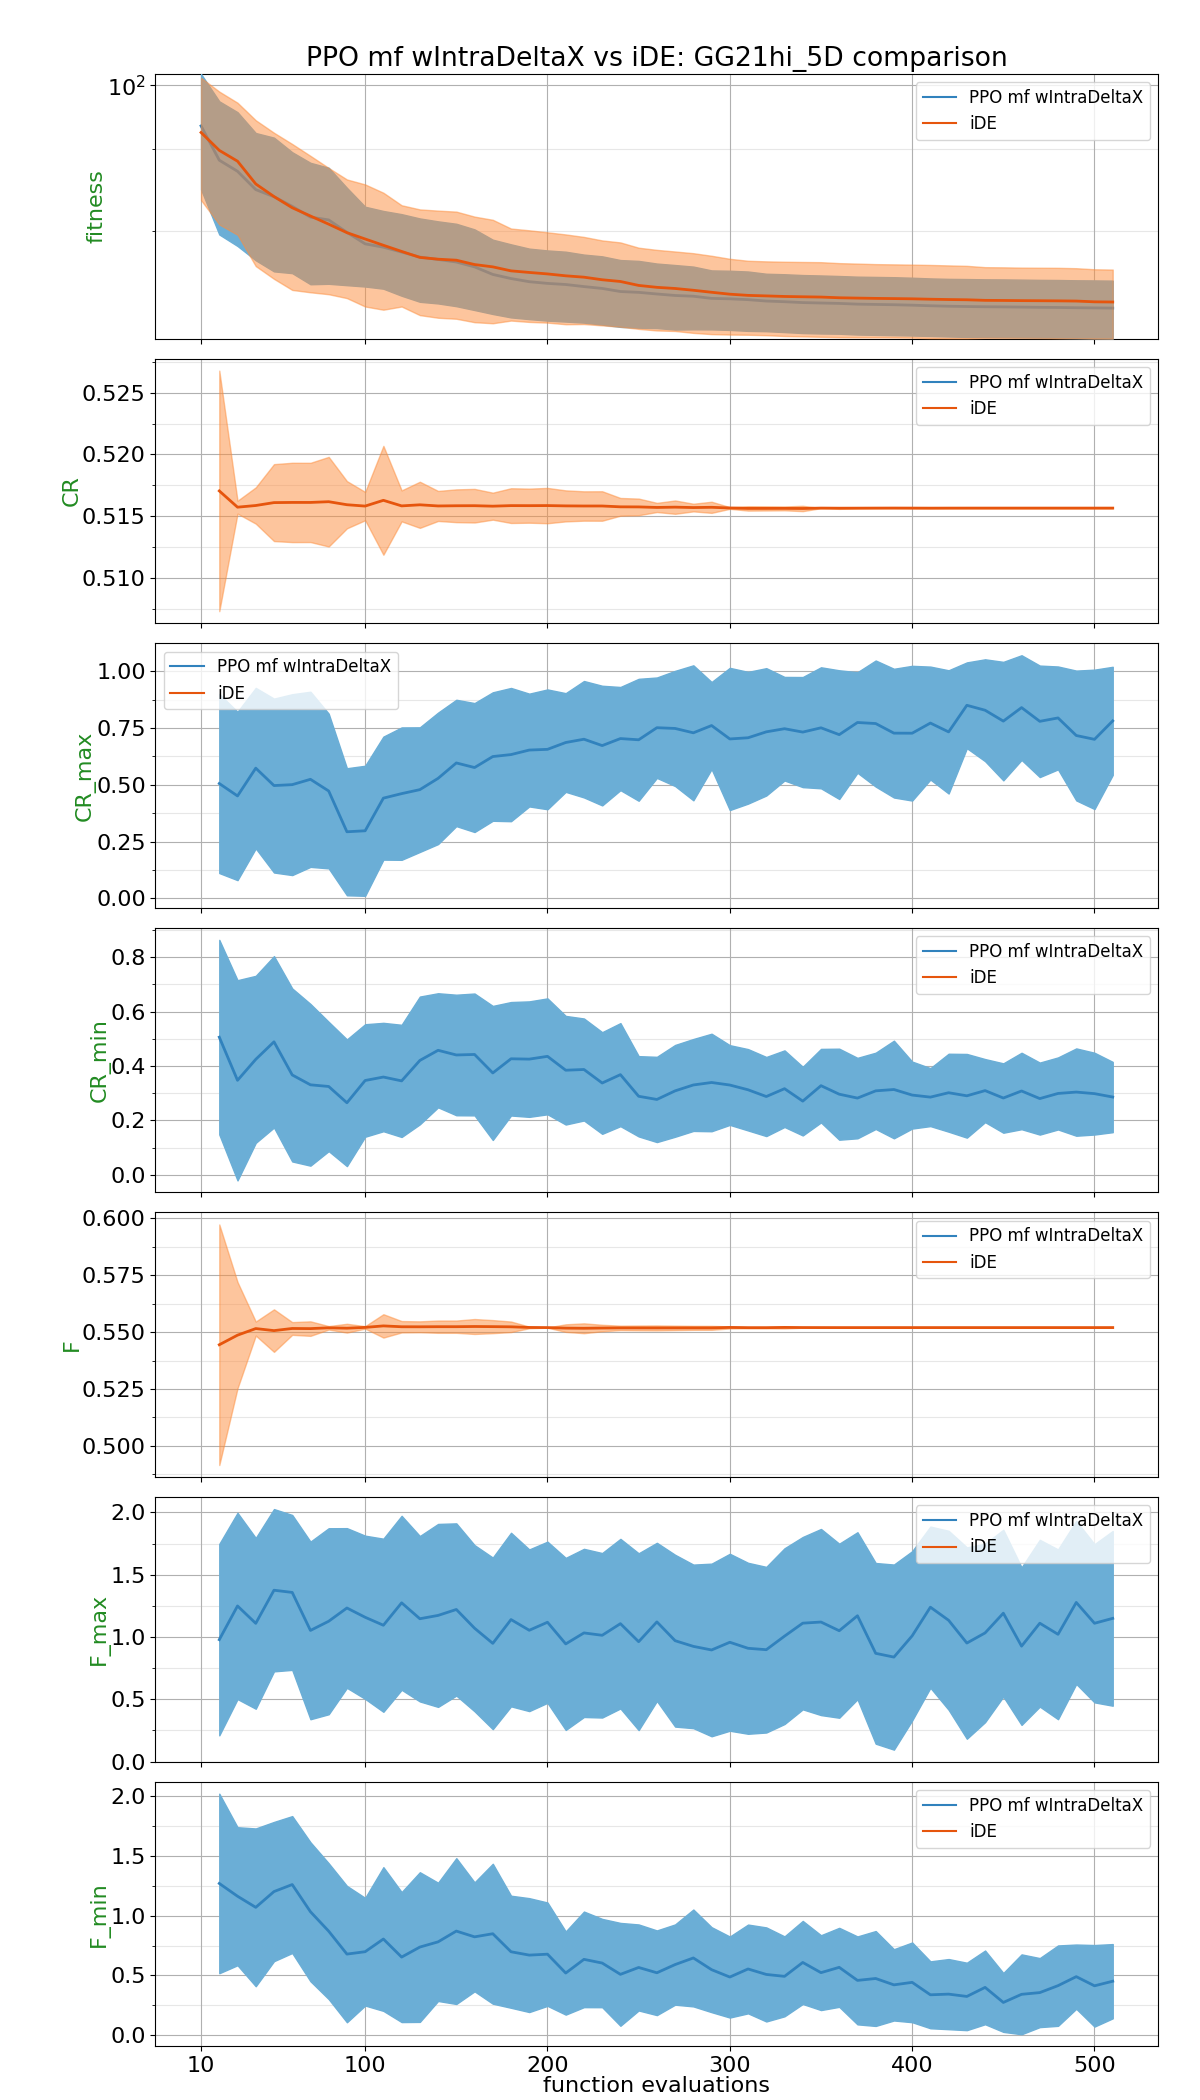 PPO mf wIntraDeltaX vs iDE: GG21hi_5D comparison
10²
fitness
PPO mf wIntraDeltaX
iDE
0.525
0.520
0.515
0.510
CR
PPO mf wIntraDeltaX
iDE
1.00
0.75
0.50
0.25
0.00
CR_max
PPO mf wIntraDeltaX
iDE
0.8
0.6
0.4
0.2
0.0
CR_min
PPO mf wIntraDeltaX
iDE
0.600
0.575
0.550
0.525
0.500
F
PPO mf wIntraDeltaX
iDE
2.0
1.5
1.0
0.5
0.0
F_max
PPO mf wIntraDeltaX
iDE
2.0
1.5
1.0
0.5
0.0
F_min
PPO mf wIntraDeltaX
iDE
10 100 200 300 400 500
function evaluations